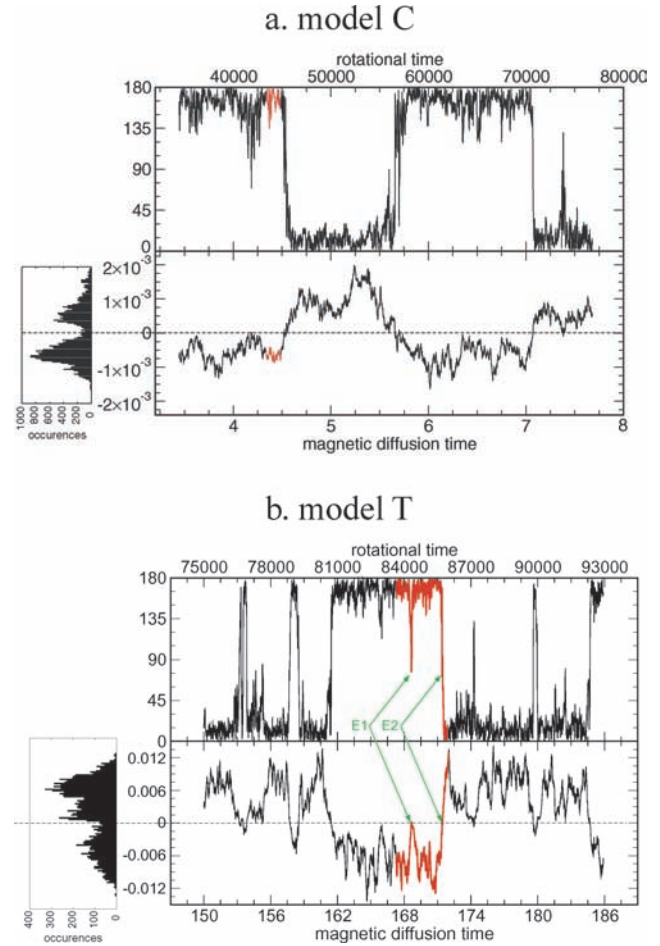 a. model C
rotational time
40000 50000 60000 70000 80000
180
135
90
45
0
2×10⁻³
1×10⁻³
0
-1×10⁻³
-2×10⁻³
1000 800 600 400 200 0
occurences
4 5 6 7 8
magnetic diffusion time
b. model T
rotational time
75000 78000 81000 84000 87000 90000 93000
180
135
90
45
0
E1 E2
0.012
0.006
0
-0.006
-0.012
400 300 200 100 0
occurences
150 156 162 168 174 180 186
magnetic diffusion time